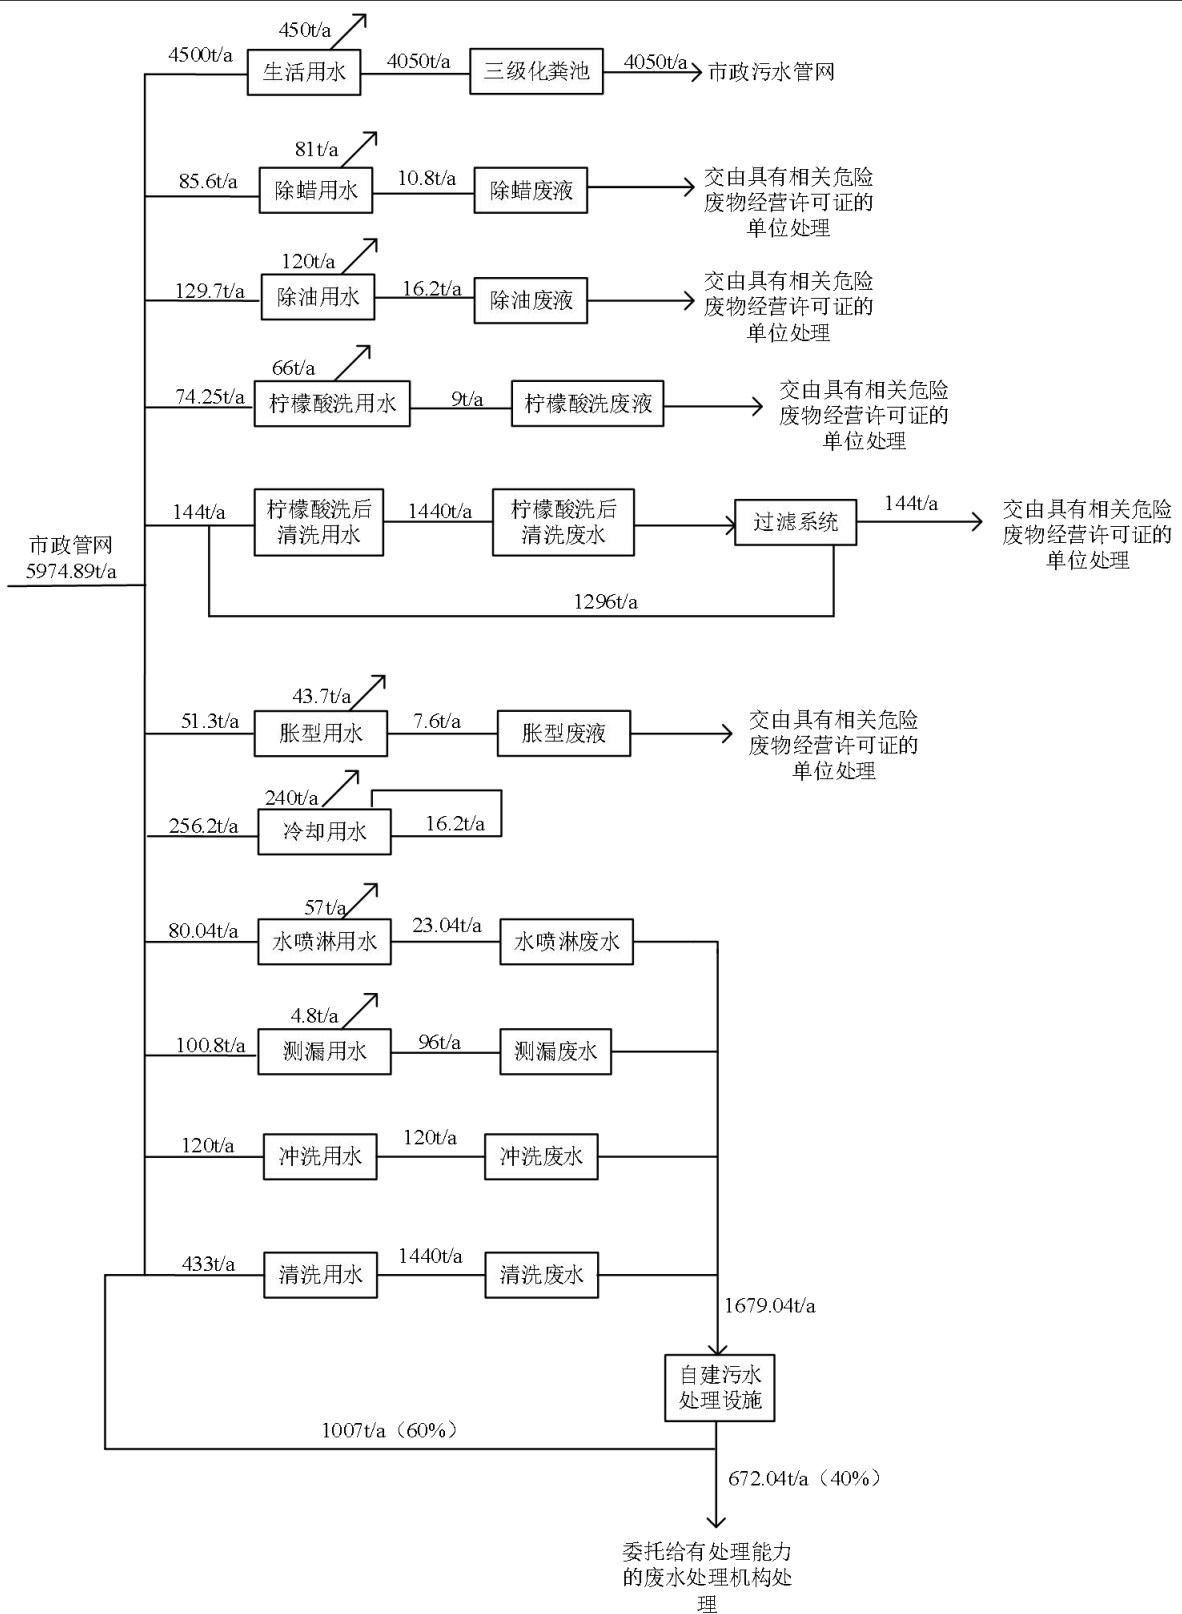 450t/a
4500t/a
生活用水
4050t/a
三级化粪池
4050t/a
市政污水管网
81t/a
85.6t/a
除蜡用水
10.8t/a
除蜡废液
交由具有相关危险
废物经营许可证的
单位处理
120t/a
129.7t/a
除油用水
16.2t/a
除油废液
交由具有相关危险
废物经营许可证的
单位处理
66t/a
74.25t/a
柠檬酸洗用水
9t/a
柠檬酸洗废液
交由具有相关危险
废物经营许可证的
单位处理
144t/a
柠檬酸洗后
清洗用水
1440t/a
柠檬酸洗后
清洗废水
过滤系统
144t/a
交由具有相关危险
废物经营许可证的
单位处理
市政管网
5974.89t/a
1296t/a
43.7t/a
51.3t/a
胀型用水
7.6t/a
胀型废液
交由具有相关危险
废物经营许可证的
单位处理
240t/a
256.2t/a
冷却用水
16.2t/a
57t/a
80.04t/a
水喷淋用水
23.04t/a
水喷淋废水
4.8t/a
100.8t/a
测漏用水
96t/a
测漏废水
120t/a
冲洗用水
120t/a
冲洗废水
433t/a
清洗用水
1440t/a
清洗废水
1679.04t/a
自建污水
处理设施
1007t/a（60%）
672.04t/a（40%）
委托给有处理能力
的废水处理机构处
理